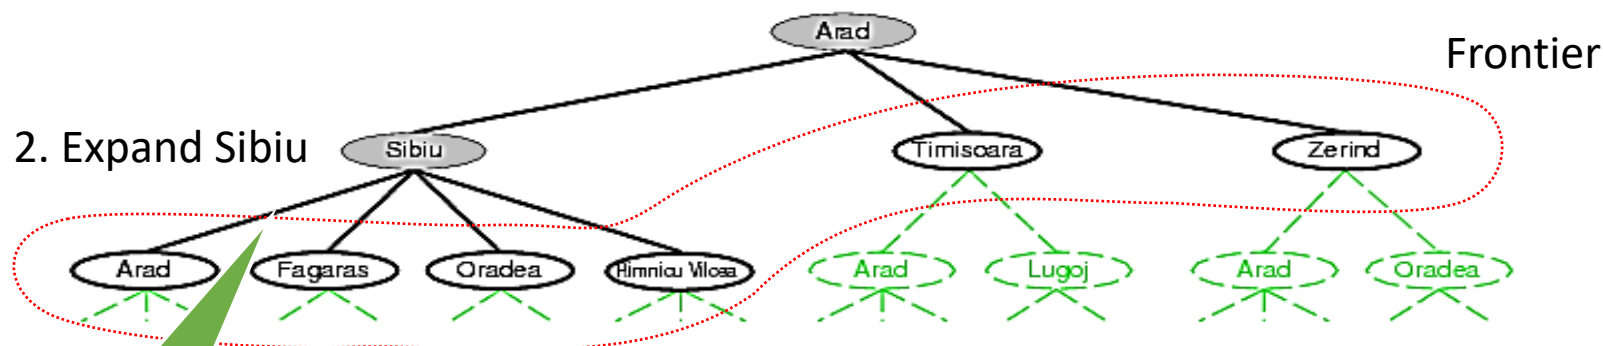 Arad
Frontier
2. Expand Sibiu
Sibiu
Timisoara
Zerind
Arad
Fagaras
Oradea
Rimnicu Vilcea
Arad
Lugoj
Arad
Oradea